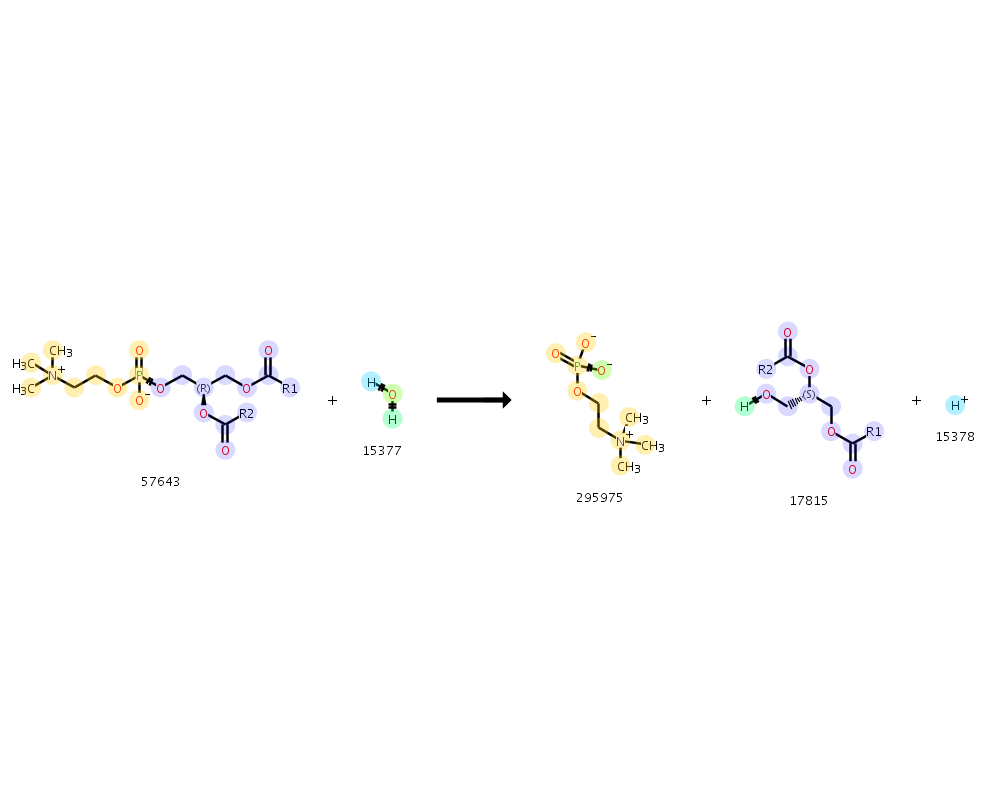 H₃C CH₃ N⁺ H₃C O O P O⁻ O (R) O O R1 O R2 O
57643
+
H O H
15377
O O⁻ P O⁻ O CH₃ N⁺ CH₃ CH₃
295975
+
O R2 O H O (S) O R1 O
17815
+
H⁺
15378